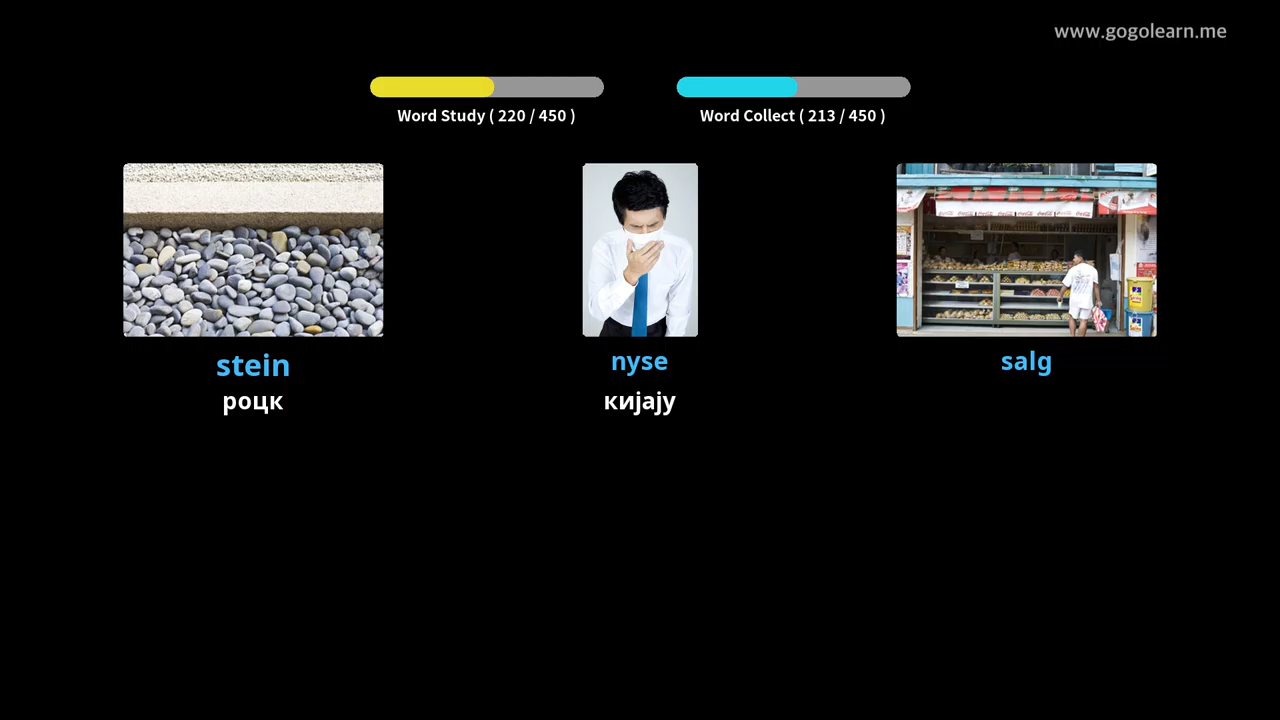 www.gogolearn.me
Word Study ( 220 / 450 )
Word Collect ( 213 / 450 )
stein
nyse
salg
роцк
кијају